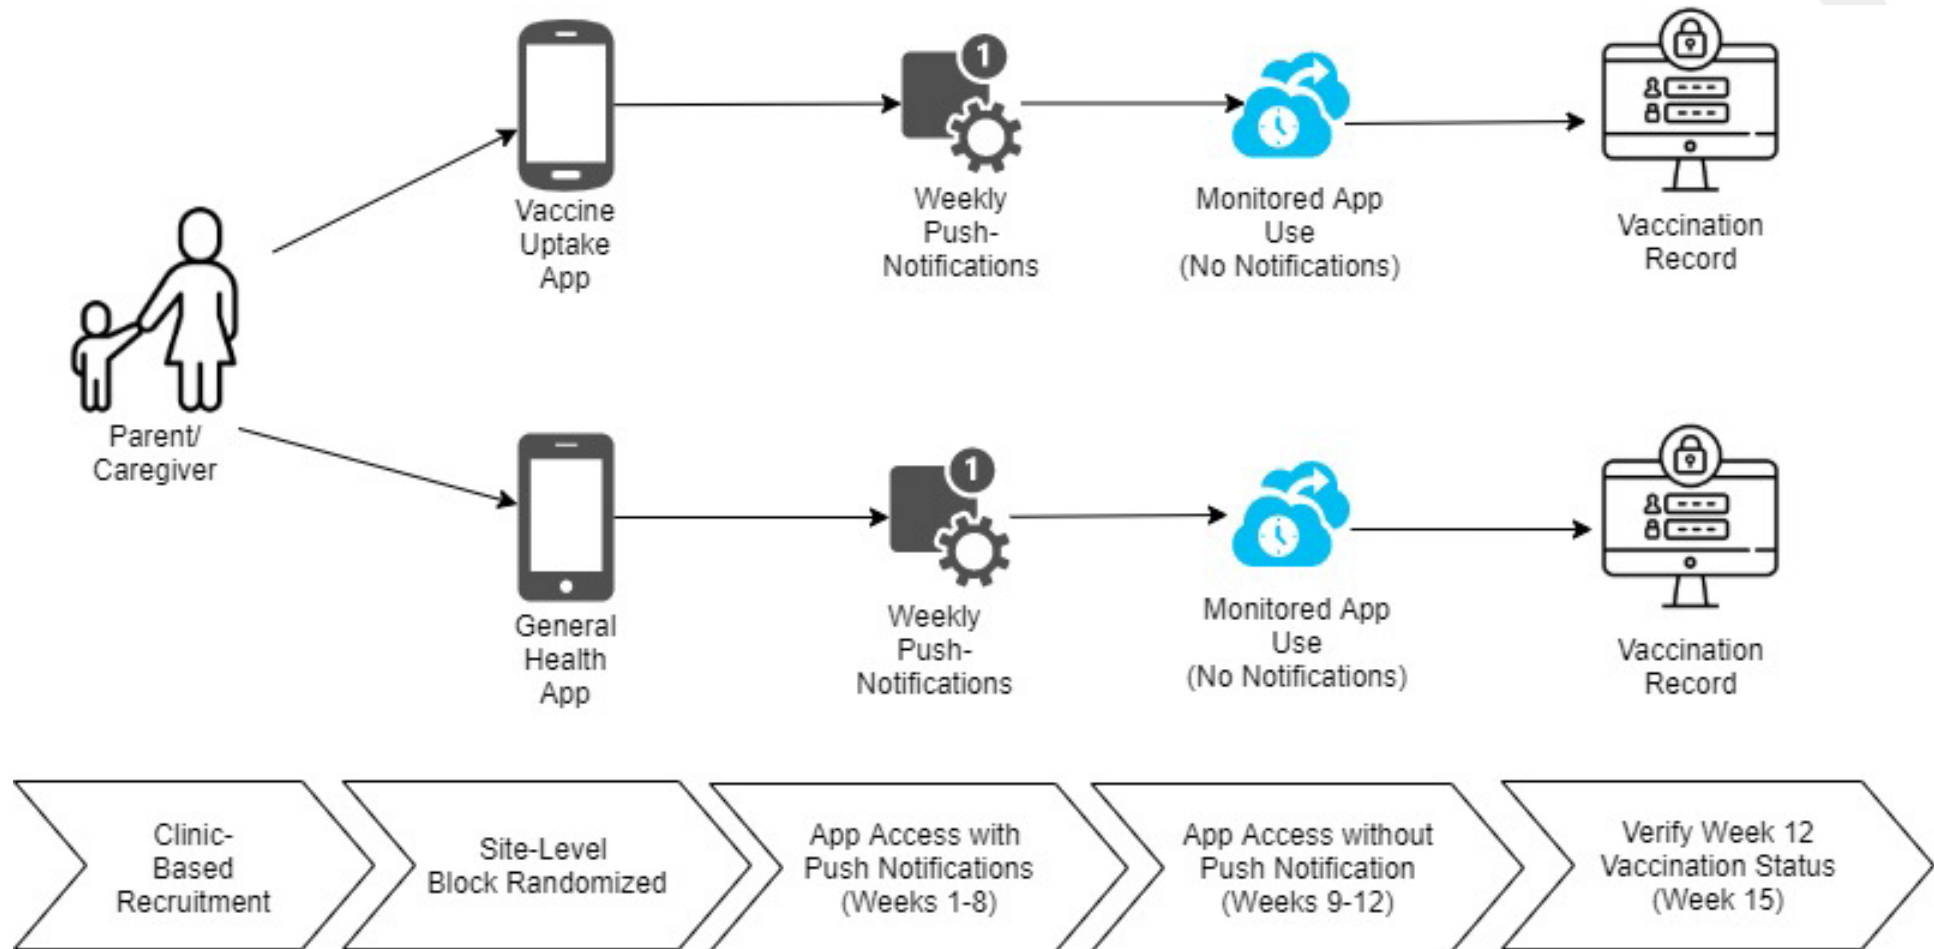 1
Vaccine
Uptake
App
Weekly
Push-
Notifications
Monitored App
Use
(No Notifications)
Vaccination
Record
Parent/
Caregiver
1
General
Health
App
Weekly
Push-
Notifications
Monitored App
Use
(No Notifications)
Vaccination
Record
Clinic-
Based
Recruitment
Site-Level
Block Randomized
App Access with
Push Notifications
(Weeks 1-8)
App Access without
Push Notification
(Weeks 9-12)
Verify Week 12
Vaccination Status
(Week 15)